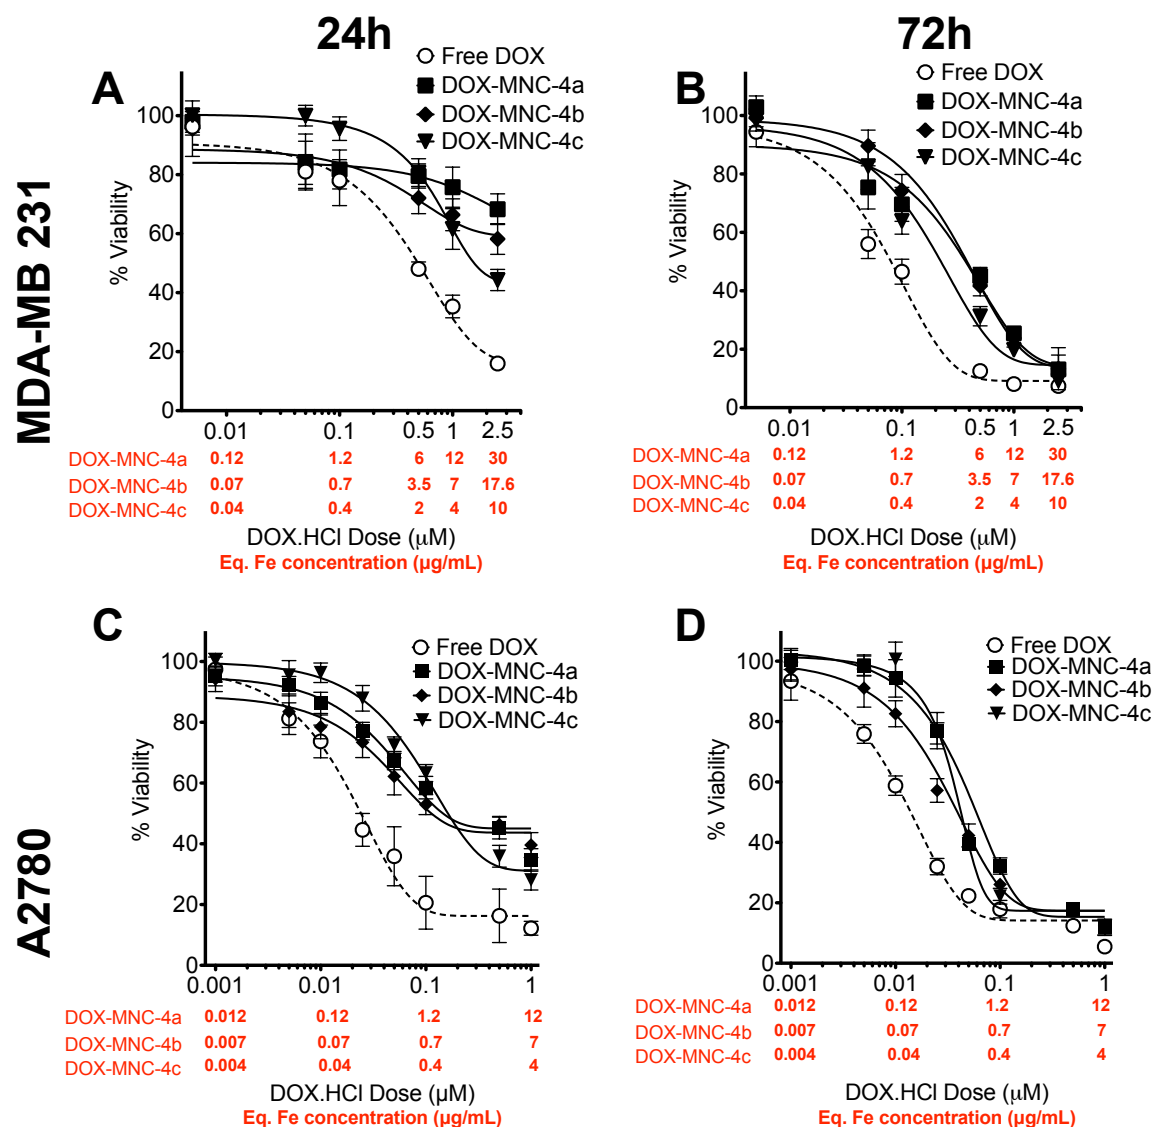 24h
72h
MDA-MB 231
A2780
A
Free DOX
DOX-MNC-4a
DOX-MNC-4b
DOX-MNC-4c
% Viability
100
80
60
40
20
0
0.01 0.1 0.5 1 2.5
DOX-MNC-4a 0.12 1.2 6 12 30
DOX-MNC-4b 0.07 0.7 3.5 7 17.6
DOX-MNC-4c 0.04 0.4 2 4 10
DOX.HCl Dose (μM)
Eq. Fe concentration (μg/mL)
B
Free DOX
DOX-MNC-4a
DOX-MNC-4b
DOX-MNC-4c
% Viability
100
80
60
40
20
0
0.01 0.1 0.5 1 2.5
DOX-MNC-4a 0.12 1.2 6 12 30
DOX-MNC-4b 0.07 0.7 3.5 7 17.6
DOX-MNC-4c 0.04 0.4 2 4 10
DOX.HCl Dose (μM)
Eq. Fe concentration (μg/mL)
C
Free DOX
DOX-MNC-4a
DOX-MNC-4b
DOX-MNC-4c
% Viability
100
80
60
40
20
0
0.001 0.01 0.1 1
DOX-MNC-4a 0.012 0.12 1.2 12
DOX-MNC-4b 0.007 0.07 0.7 7
DOX-MNC-4c 0.004 0.04 0.4 4
DOX.HCl Dose (μM)
Eq. Fe concentration (μg/mL)
D
Free DOX
DOX-MNC-4a
DOX-MNC-4b
DOX-MNC-4c
% Viability
100
80
60
40
20
0
0.001 0.01 0.1 1
DOX-MNC-4a 0.012 0.12 1.2 12
DOX-MNC-4b 0.007 0.07 0.7 7
DOX-MNC-4c 0.004 0.04 0.4 4
DOX.HCl Dose (μM)
Eq. Fe concentration (μg/mL)